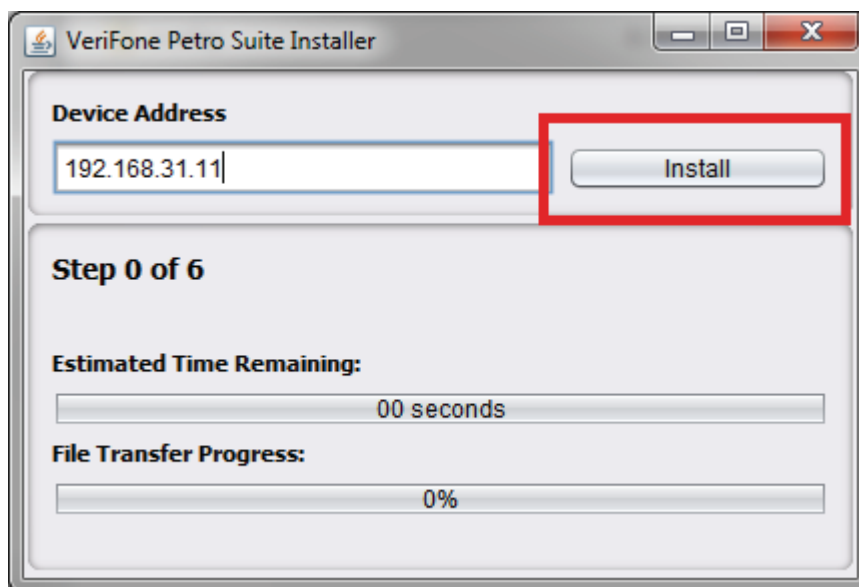 VeriFone Petro Suite Installer
Device Address
192.168.31.11
Install
Step 0 of 6
Estimated Time Remaining:
00 seconds
File Transfer Progress:
0%